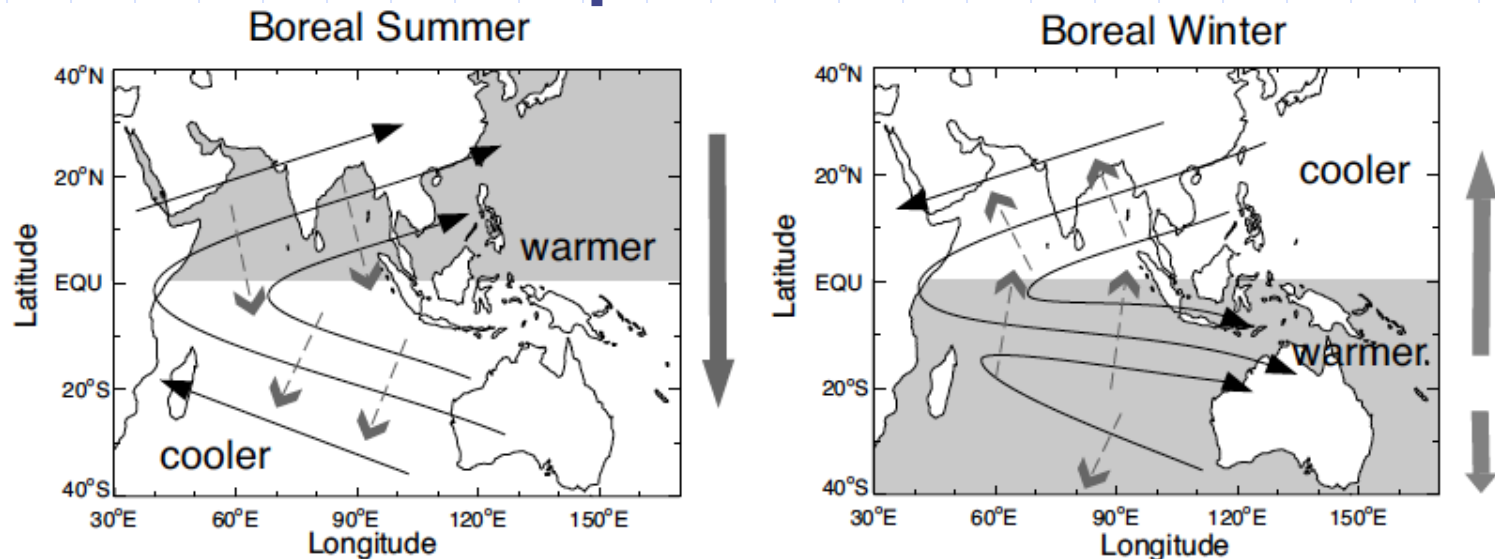 Boreal Summer
40°N
20°N
EQU
20°S
40°S
Latitude
warmer
cooler
30°E 60°E 90°E 120°E 150°E
Longitude
Boreal Winter
40°N
20°N
EQU
20°S
40°S
Latitude
cooler
warmer.
30°E 60°E 90°E 120°E 150°E
Longitude